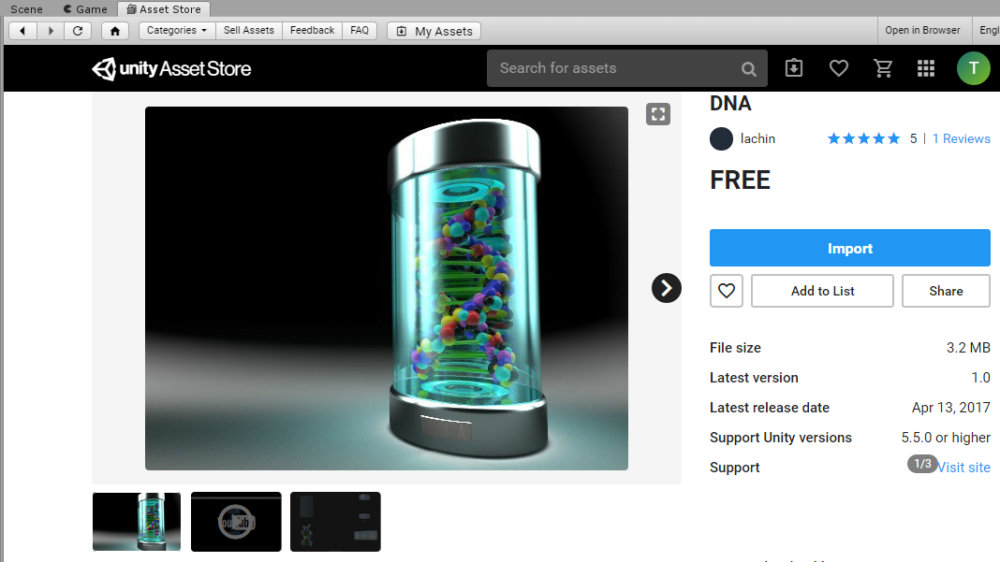 Scene Game Asset Store
Categories Sell Assets Feedback FAQ My Assets Open in Browser Engl
unity Asset Store Search for assets T
DNA
lachin 5 | 1 Reviews
FREE
Import
Add to List Share
File size 3.2 MB
Latest version 1.0
Latest release date Apr 13, 2017
Support Unity versions 5.5.0 or higher
Support 1/3 Visit site
YouTube